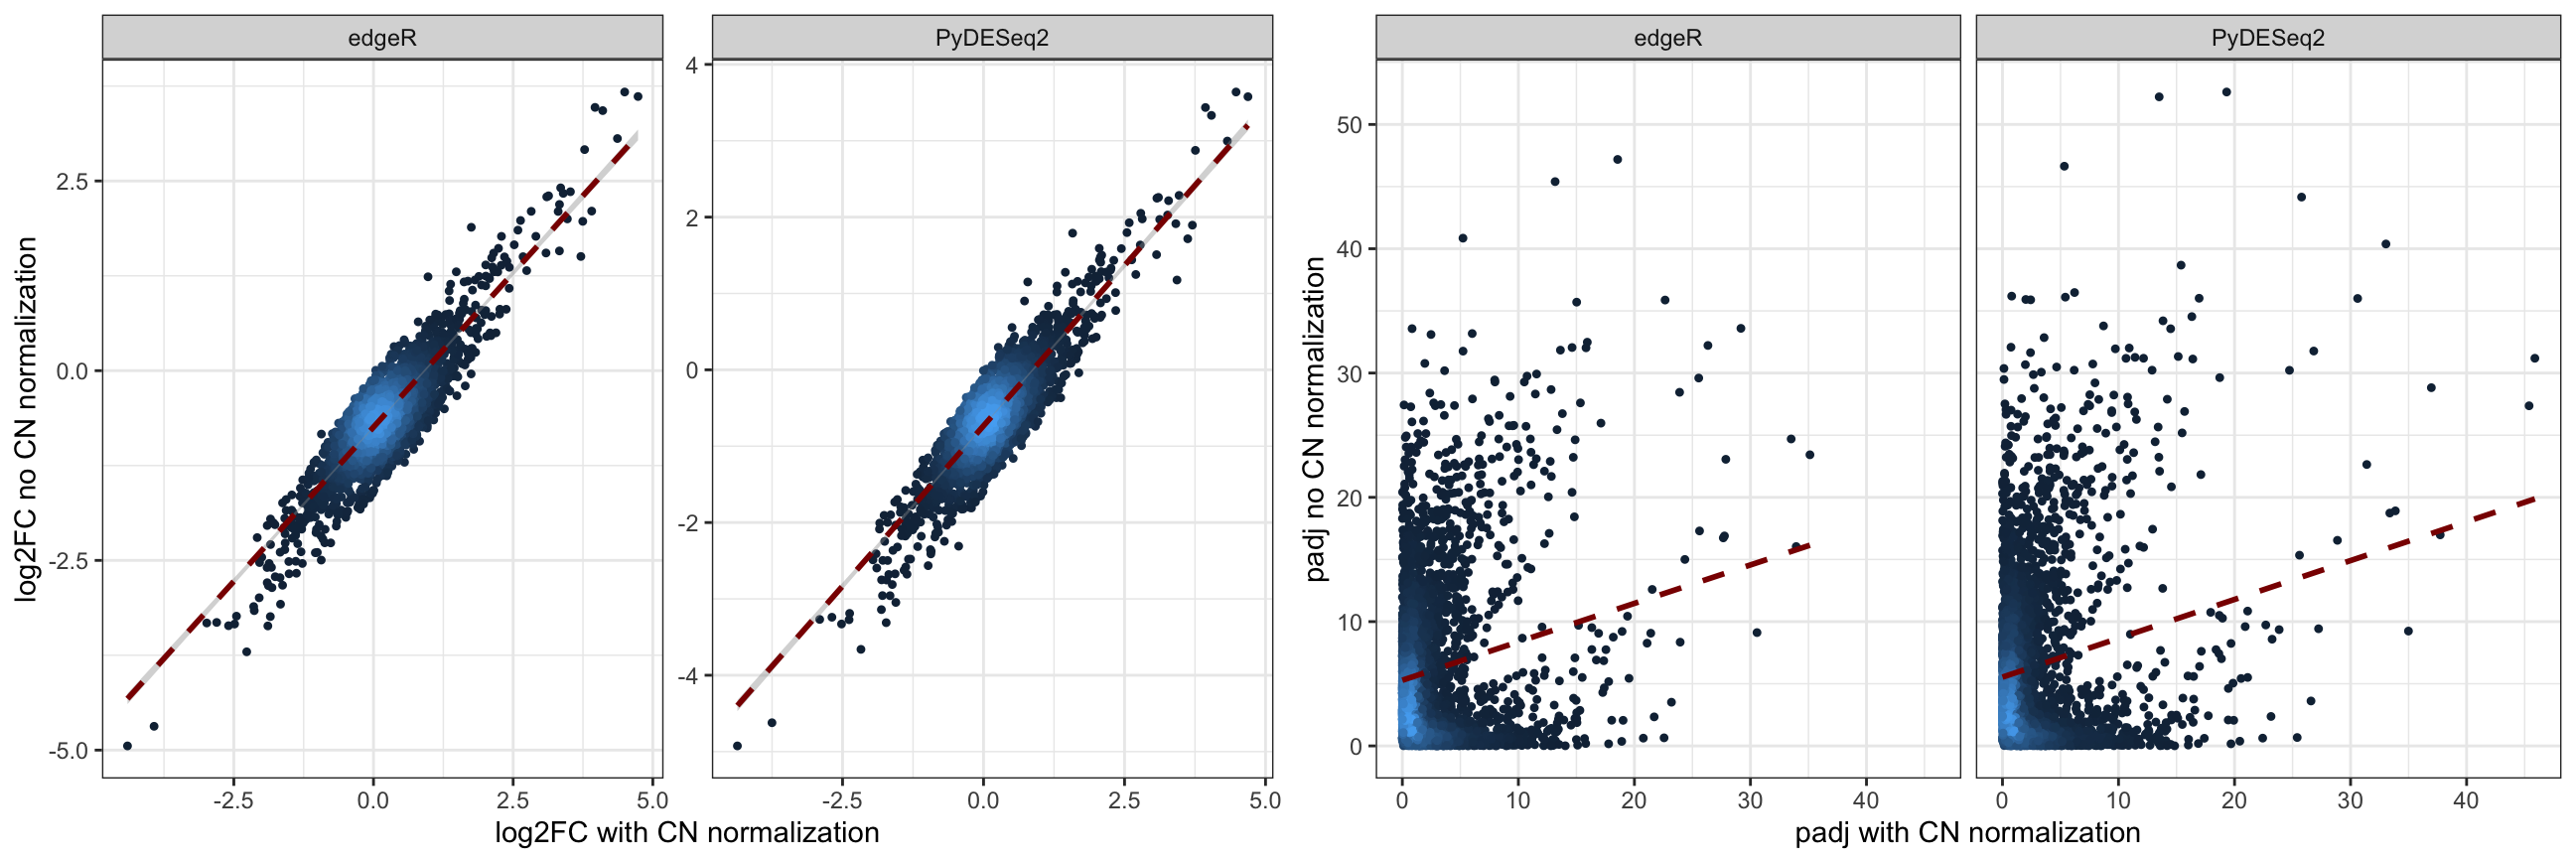 edgeR
PyDESeq2
edgeR
PyDESeq2
log2FC no CN normalization
2.5
0.0
-2.5
-5.0
4
2
0
-2
-4
-2.5 0.0 2.5 5.0
-2.5 0.0 2.5 5.0
log2FC with CN normalization
padj no CN normalization
50
40
30
20
10
0
0 10 20 30 40
0 10 20 30 40
padj with CN normalization